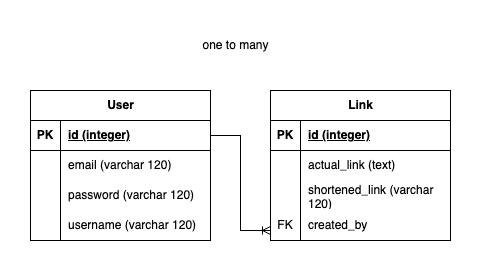 one to many
User
PK id (integer)
email (varchar 120)
password (varchar 120)
username (varchar 120)
Link
PK id (integer)
actual_link (text)
shortened_link (varchar
120)
FK created_by